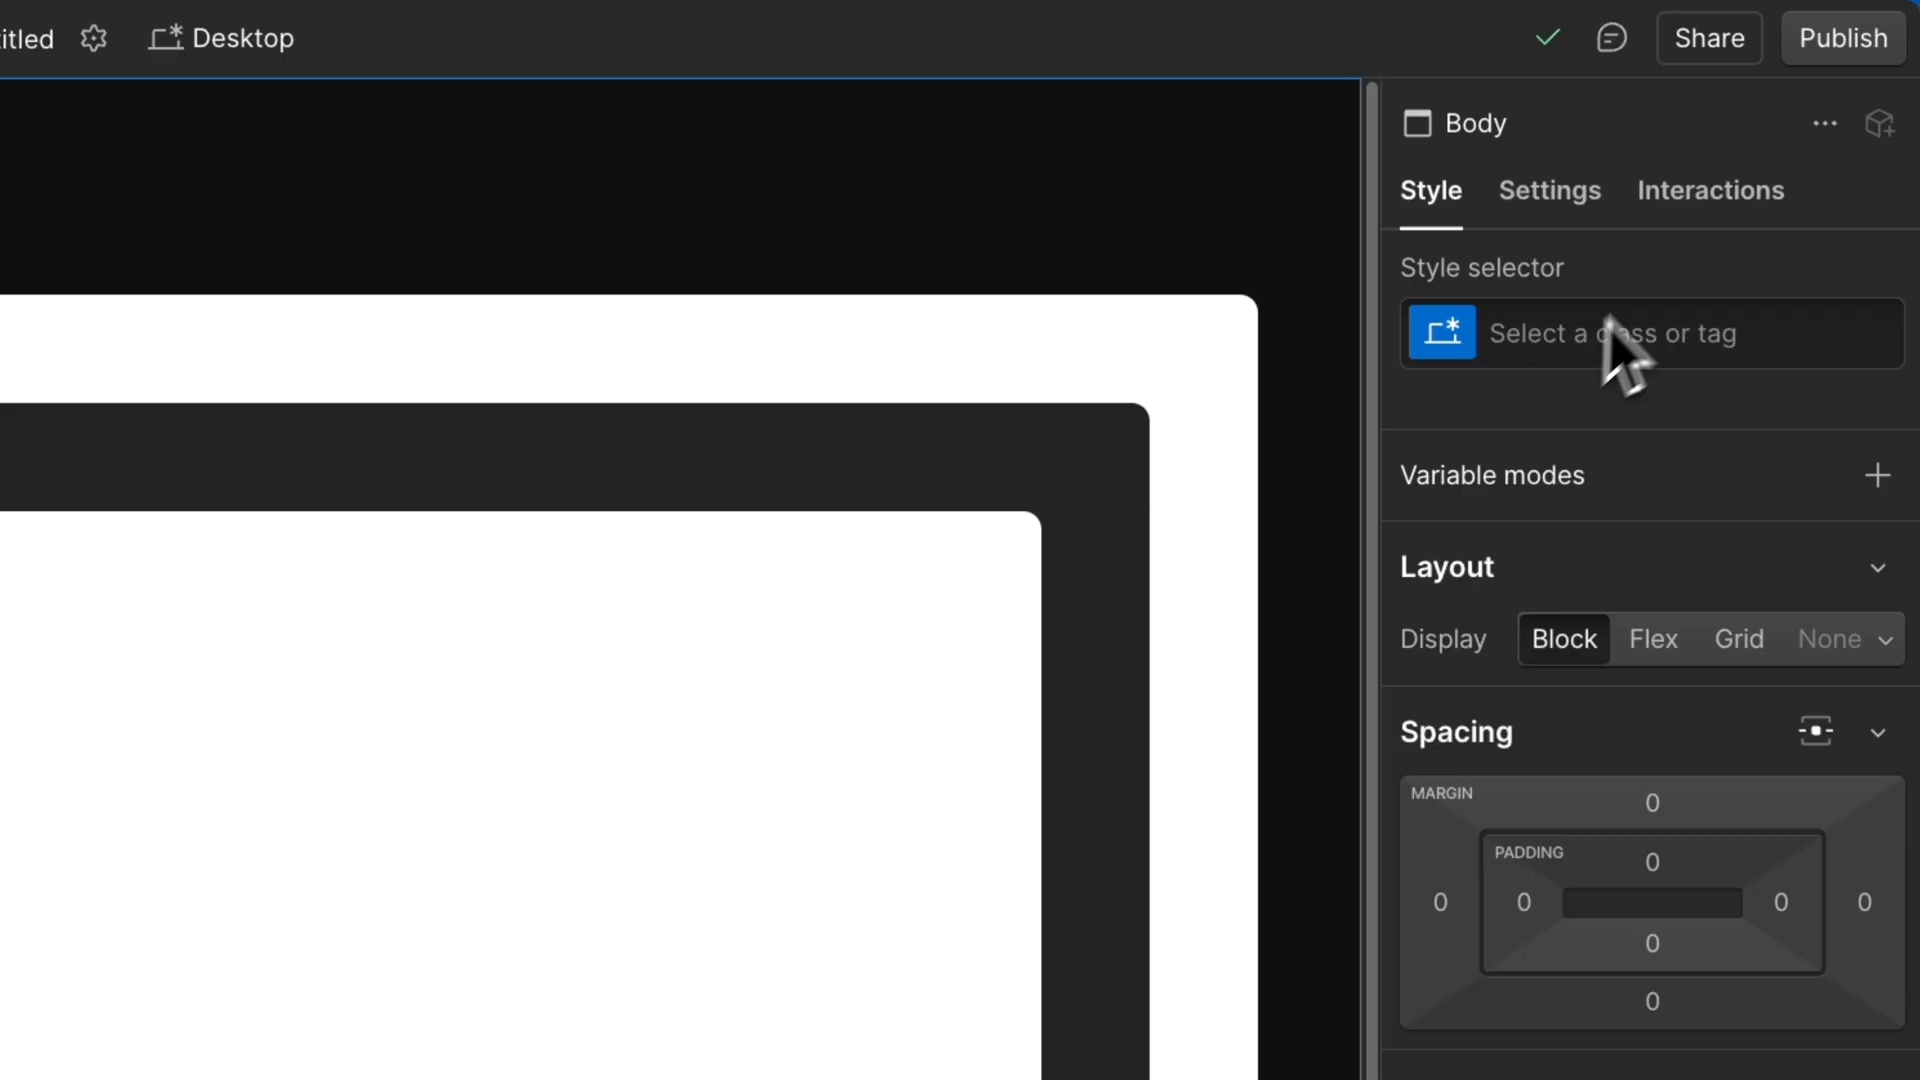 itled Desktop Share Publish
Body
Style Settings Interactions
Style selector
Select a class or tag
Variable modes
Layout
Display Block Flex Grid None
Spacing
MARGIN 0
PADDING 0
0 0 0 0
0
0